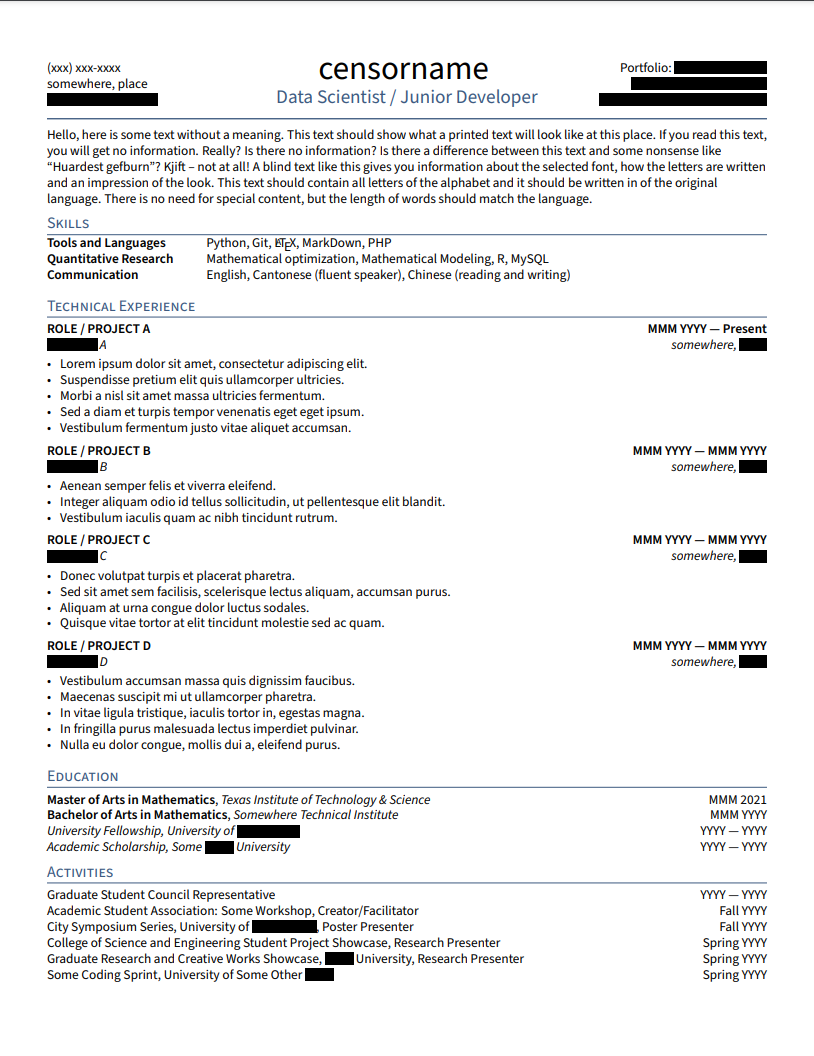 (xxx) xxx-xxxx
somewhere, place
censorname
Data Scientist / Junior Developer
Portfolio:
Hello, here is some text without a meaning. This text should show what a printed text will look like at this place. If you read this text,
you will get no information. Really? Is there no information? Is there a difference between this text and some nonsense like
“Huardest gefburn”? Kjift – not at all! A blind text like this gives you information about the selected font, how the letters are written
and an impression of the look. This text should contain all letters of the alphabet and it should be written in of the original
language. There is no need for special content, but the length of words should match the language.
Skills
Tools and Languages Python, Git, LaTeX, MarkDown, PHP
Quantitative Research Mathematical optimization, Mathematical Modeling, R, MySQL
Communication English, Cantonese (fluent speaker), Chinese (reading and writing)
Technical Experience
ROLE / PROJECT A MMM YYYY — Present
A somewhere,
• Lorem ipsum dolor sit amet, consectetur adipiscing elit.
• Suspendisse pretium elit quis ullamcorper ultricies.
• Morbi a nisl sit amet massa ultricies fermentum.
• Sed a diam et turpis tempor venenatis eget eget ipsum.
• Vestibulum fermentum justo vitae aliquet accumsan.
ROLE / PROJECT B MMM YYYY — MMM YYYY
B somewhere,
• Aenean semper felis et viverra eleifend.
• Integer aliquam odio id tellus sollicitudin, ut pellentesque elit blandit.
• Vestibulum iaculis quam ac nibh tincidunt rutrum.
ROLE / PROJECT C MMM YYYY — MMM YYYY
C somewhere,
• Donec volutpat turpis et placerat pharetra.
• Sed sit amet sem facilisis, scelerisque lectus aliquam, accumsan purus.
• Aliquam at urna congue dolor luctus sodales.
• Quisque vitae tortor at elit tincidunt molestie sed ac quam.
ROLE / PROJECT D MMM YYYY — MMM YYYY
D somewhere,
• Vestibulum accumsan massa quis dignissim faucibus.
• Maecenas suscipit mi ut ullamcorper pharetra.
• In vitae ligula tristique, iaculis tortor in, egestas magna.
• In fringilla purus malesuada lectus imperdiet pulvinar.
• Nulla eu dolor congue, mollis dui a, eleifend purus.
Education
Master of Arts in Mathematics, Texas Institute of Technology & Science MMM 2021
Bachelor of Arts in Mathematics, Somewhere Technical Institute MMM YYYY
University Fellowship, University of YYYY — YYYY
Academic Scholarship, Some University YYYY — YYYY
Activities
Graduate Student Council Representative YYYY — YYYY
Academic Student Association: Some Workshop, Creator/Facilitator Fall YYYY
City Symposium Series, University of , Poster Presenter Fall YYYY
College of Science and Engineering Student Project Showcase, Research Presenter Spring YYYY
Graduate Research and Creative Works Showcase, University, Research Presenter Spring YYYY
Some Coding Sprint, University of Some Other Spring YYYY